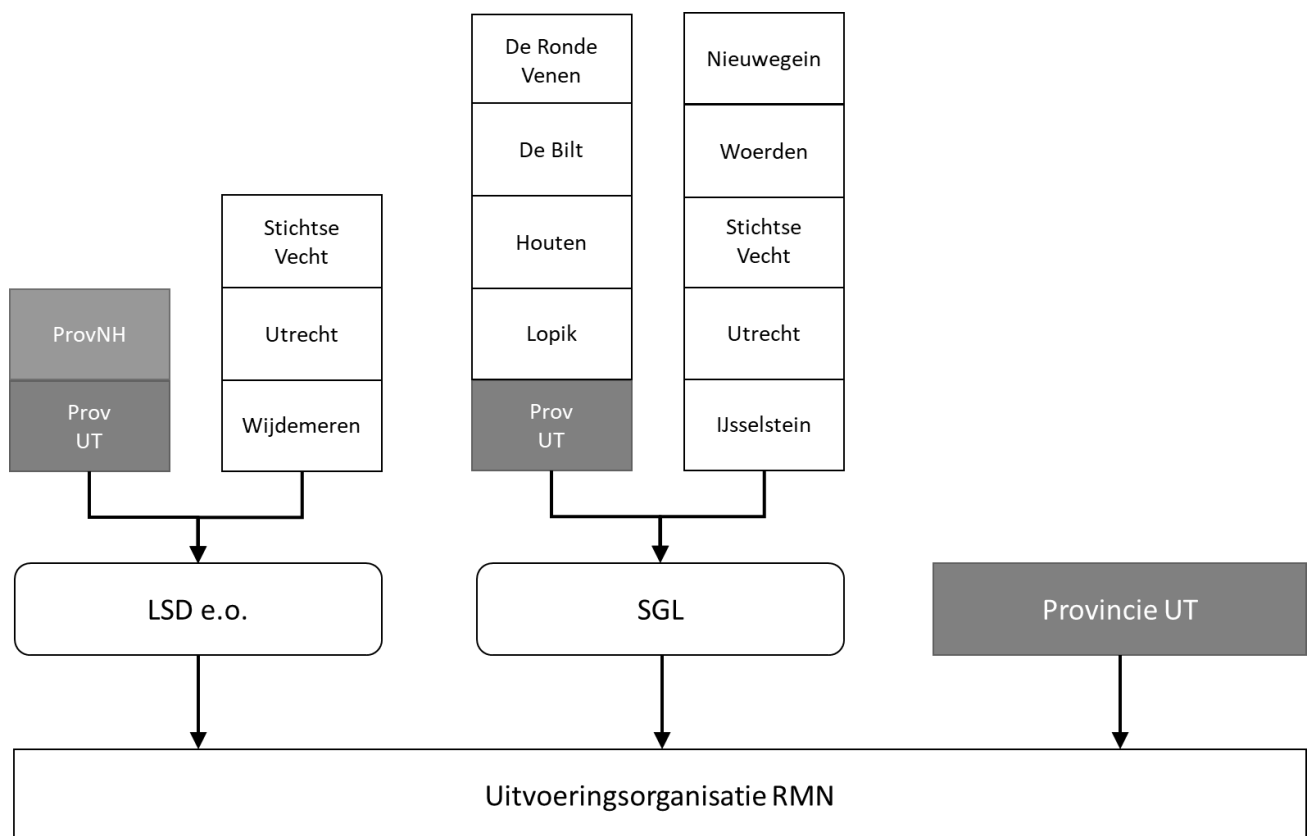 De Ronde
Venen
De Bilt
Houten
Lopik
Prov
UT
Nieuwegein
Woerden
Stichtse
Vecht
Utrecht
IJsselstein
Stichtse
Vecht
Utrecht
Wijdemeren
ProvNH
Prov
UT
LSD e.o.
SGL
Provincie UT
Uitvoeringsorganisatie RMN